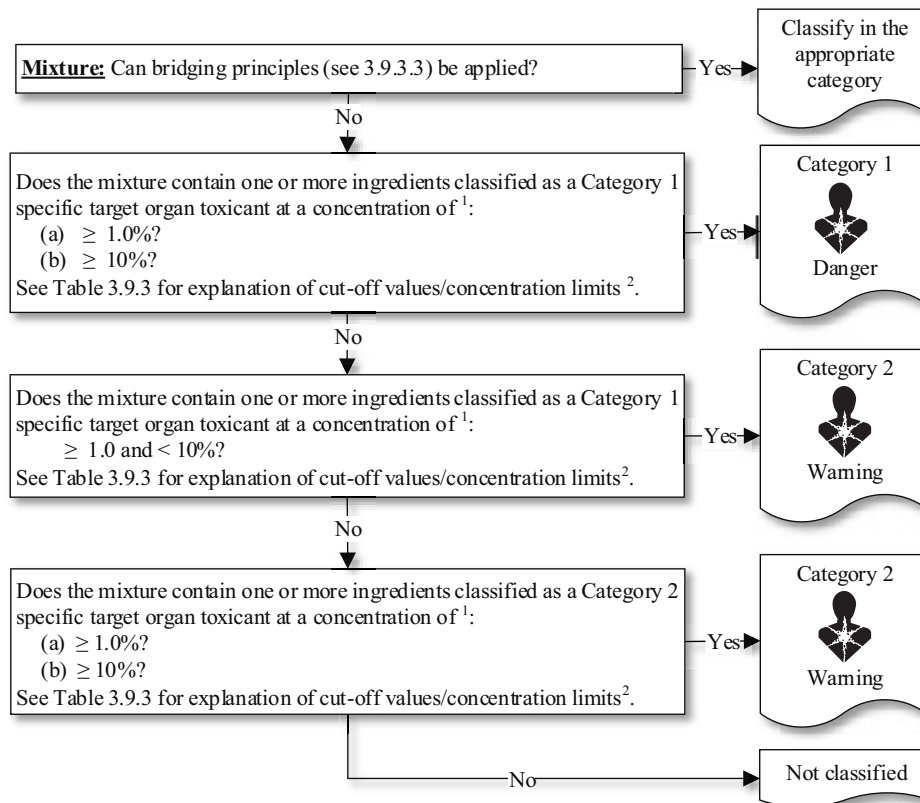 Mixture: Can bridging principles (see 3.9.3.3) be applied?
Yes
Classify in the
appropriate
category
No
Does the mixture contain one or more ingredients classified as a Category 1
specific target organ toxicant at a concentration of ¹:
(a) ≥ 1.0%?
(b) ≥ 10%?
See Table 3.9.3 for explanation of cut-off values/concentration limits ².
Yes
Category 1
Danger
No
Does the mixture contain one or more ingredients classified as a Category 1
specific target organ toxicant at a concentration of ¹:
≥ 1.0 and < 10%?
See Table 3.9.3 for explanation of cut-off values/concentration limits².
Yes
Category 2
Warning
No
Does the mixture contain one or more ingredients classified as a Category 2
specific target organ toxicant at a concentration of ¹:
(a) ≥ 1.0%?
(b) ≥ 10%?
See Table 3.9.3 for explanation of cut-off values/concentration limits².
Yes
Category 2
Warning
No
Not classified